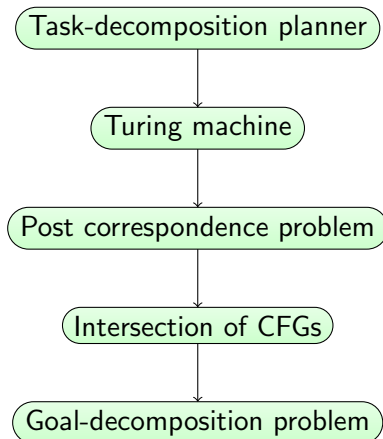 Task-decomposition planner
Turing machine
Post correspondence problem
Intersection of CFGs
Goal-decomposition problem